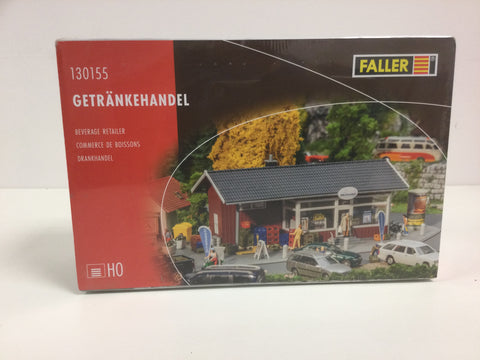 130155
FALLER
GETRÄNKEHANDEL
BEVERAGE RETAILER
COMMERCE DE BOISSONS
DRANKHANDEL
H0